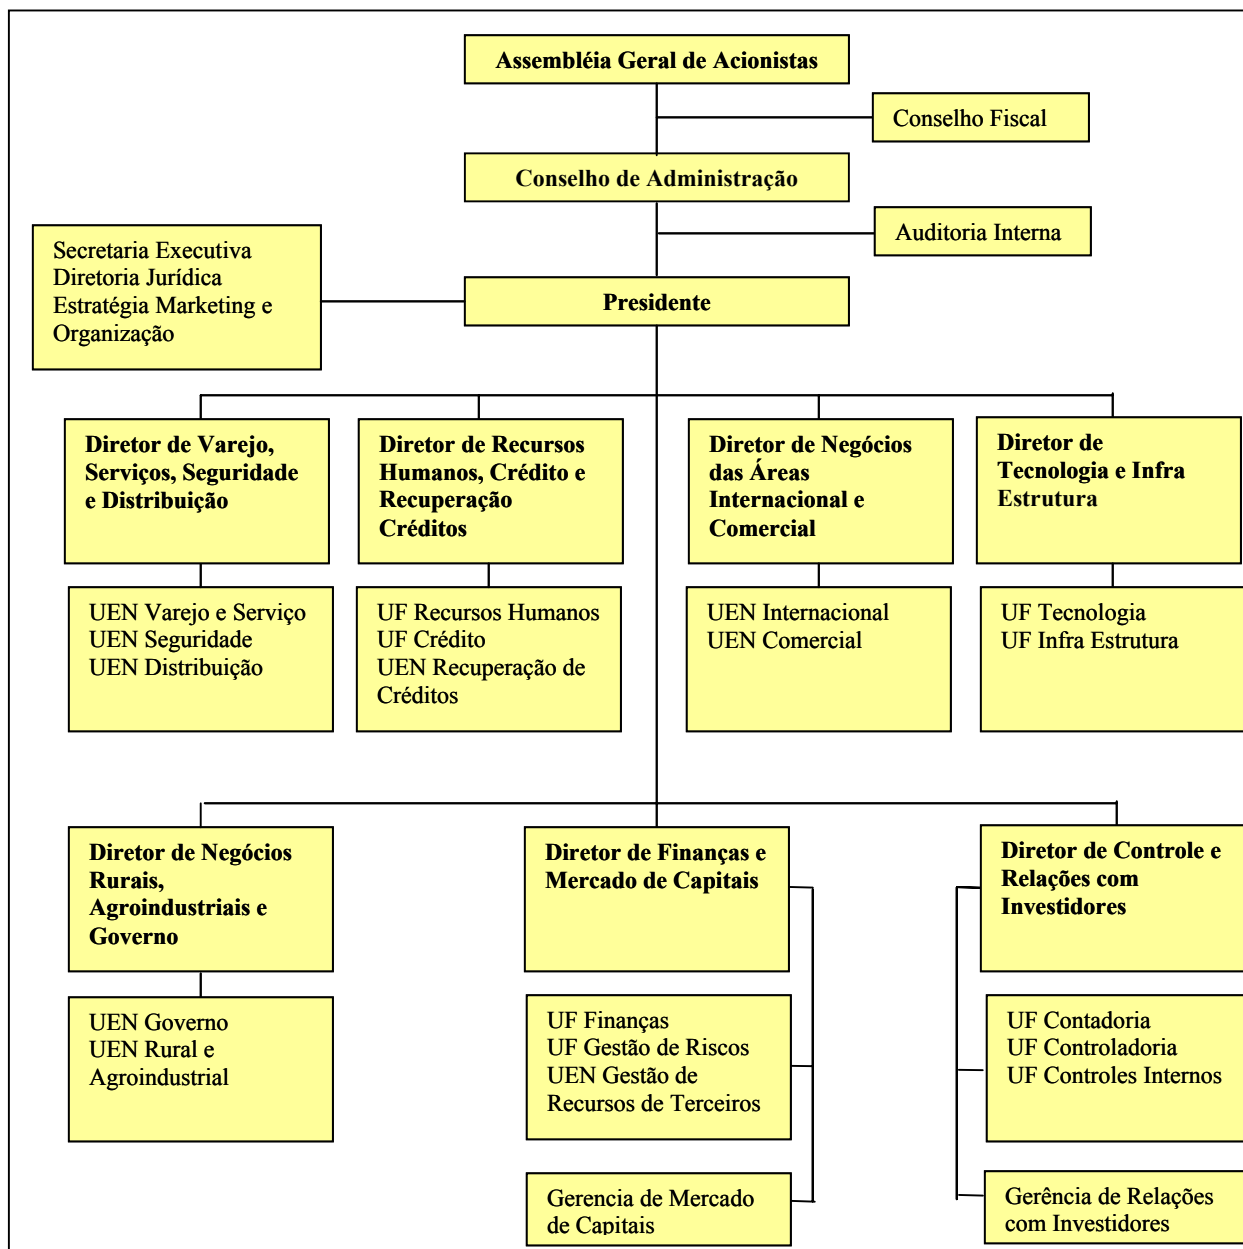 Assembléia Geral de Acionistas
Conselho Fiscal
Conselho de Administração
Auditoria Interna
Secretaria Executiva
Diretoria Jurídica
Estratégia Marketing e
Organização
Presidente
Diretor de Varejo,
Serviços, Seguridade
e Distribuição
Diretor de Recursos
Humanos, Crédito e
Recuperação
Créditos
Diretor de Negócios
das Áreas
Internacional e
Comercial
Diretor de
Tecnologia e Infra
Estrutura
UEN Varejo e Serviço
UEN Seguridade
UEN Distribuição
UF Recursos Humanos
UF Crédito
UEN Recuperação de
Créditos
UEN Internacional
UEN Comercial
UF Tecnologia
UF Infra Estrutura
Diretor de Negócios
Rurais,
Agroindustriais e
Governo
Diretor de Finanças e
Mercado de Capitais
Diretor de Controle e
Relações com
Investidores
UEN Governo
UEN Rural e
Agroindustrial
UF Finanças
UF Gestão de Riscos
UEN Gestão de
Recursos de Terceiros
UF Contadoria
UF Controladoria
UF Controles Internos
Gerencia de Mercado
de Capitais
Gerência de Relações
com Investidores